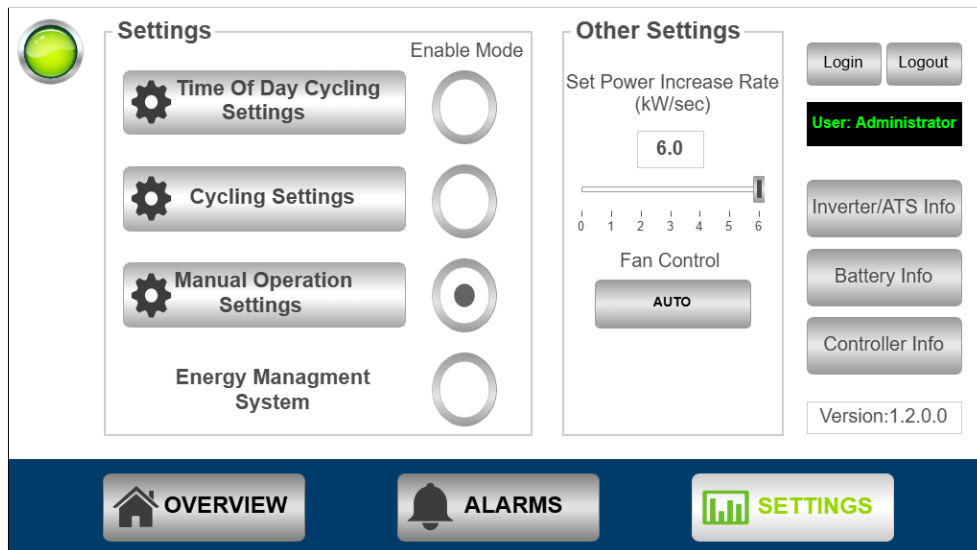 Settings
Enable Mode
Time Of Day Cycling
Settings
Cycling Settings
Manual Operation
Settings
Energy Managment
System
Other Settings
Set Power Increase Rate
(kW/sec)
6.0
0 1 2 3 4 5 6
Fan Control
AUTO
Login Logout
User: Administrator
Inverter/ATS Info
Battery Info
Controller Info
Version:1.2.0.0
OVERVIEW ALARMS SETTINGS